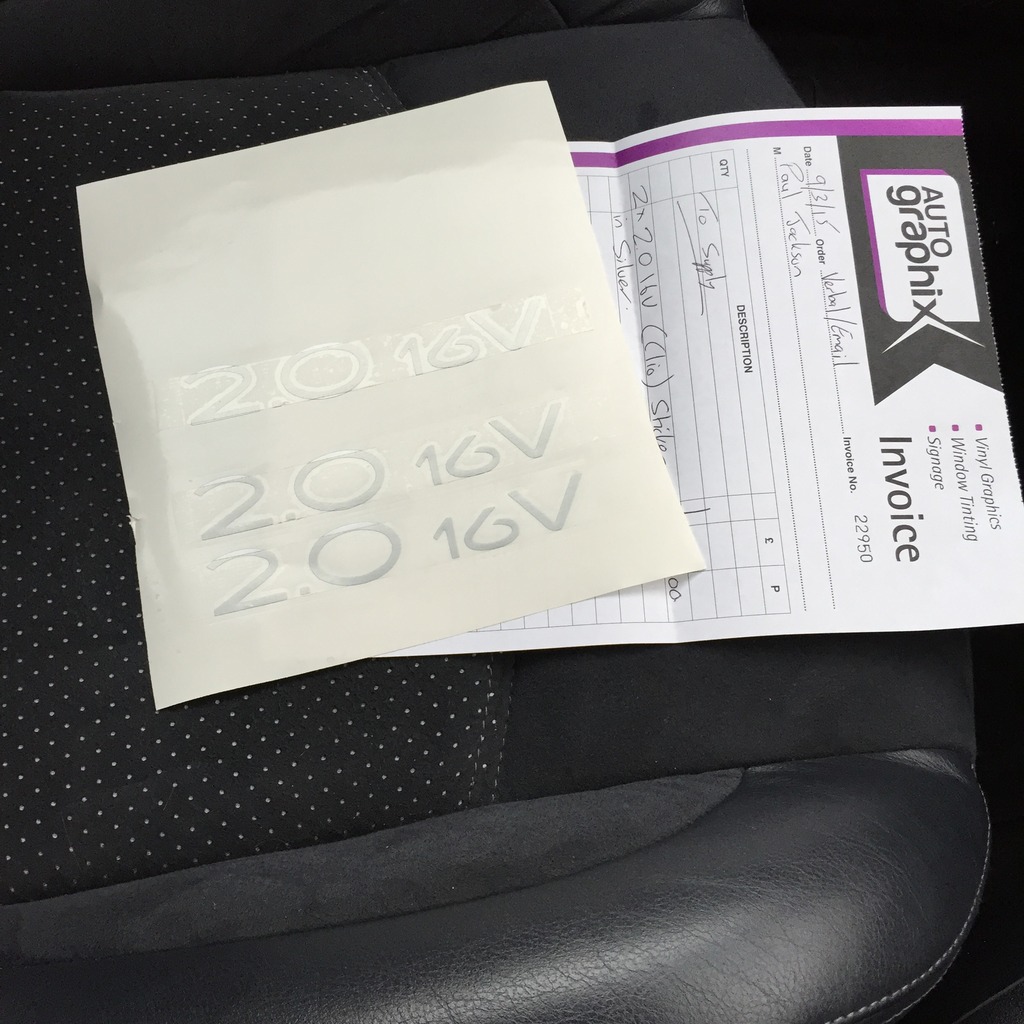 2.0 16V
2.0 16V
2.0 16V
AUTO
graphix
Vinyl Graphics
Window Tinting
Signage
Invoice
Date 9/3/15 Order Verbal/Email Invoice No. 22950
M Paul Jackson
QTY DESCRIPTION £ P
To Supply
2x 2.0 16V (Clio) Sticke
in Silver.
00